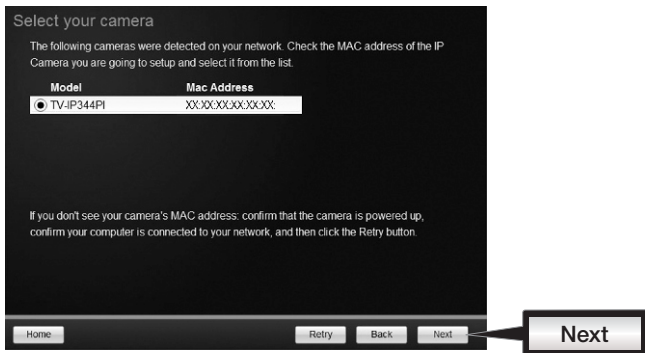 Select your camera
The following cameras were detected on your network. Check the MAC address of the IP
Camera you are going to setup and select it from the list.
Model Mac Address
TV-IP344PI XX:XX:XX:XX:XX:XX:
If you don't see your camera's MAC address: confirm that the camera is powered up,
confirm your computer is connected to your network, and then click the Retry button.
Home Retry Back Next
Next